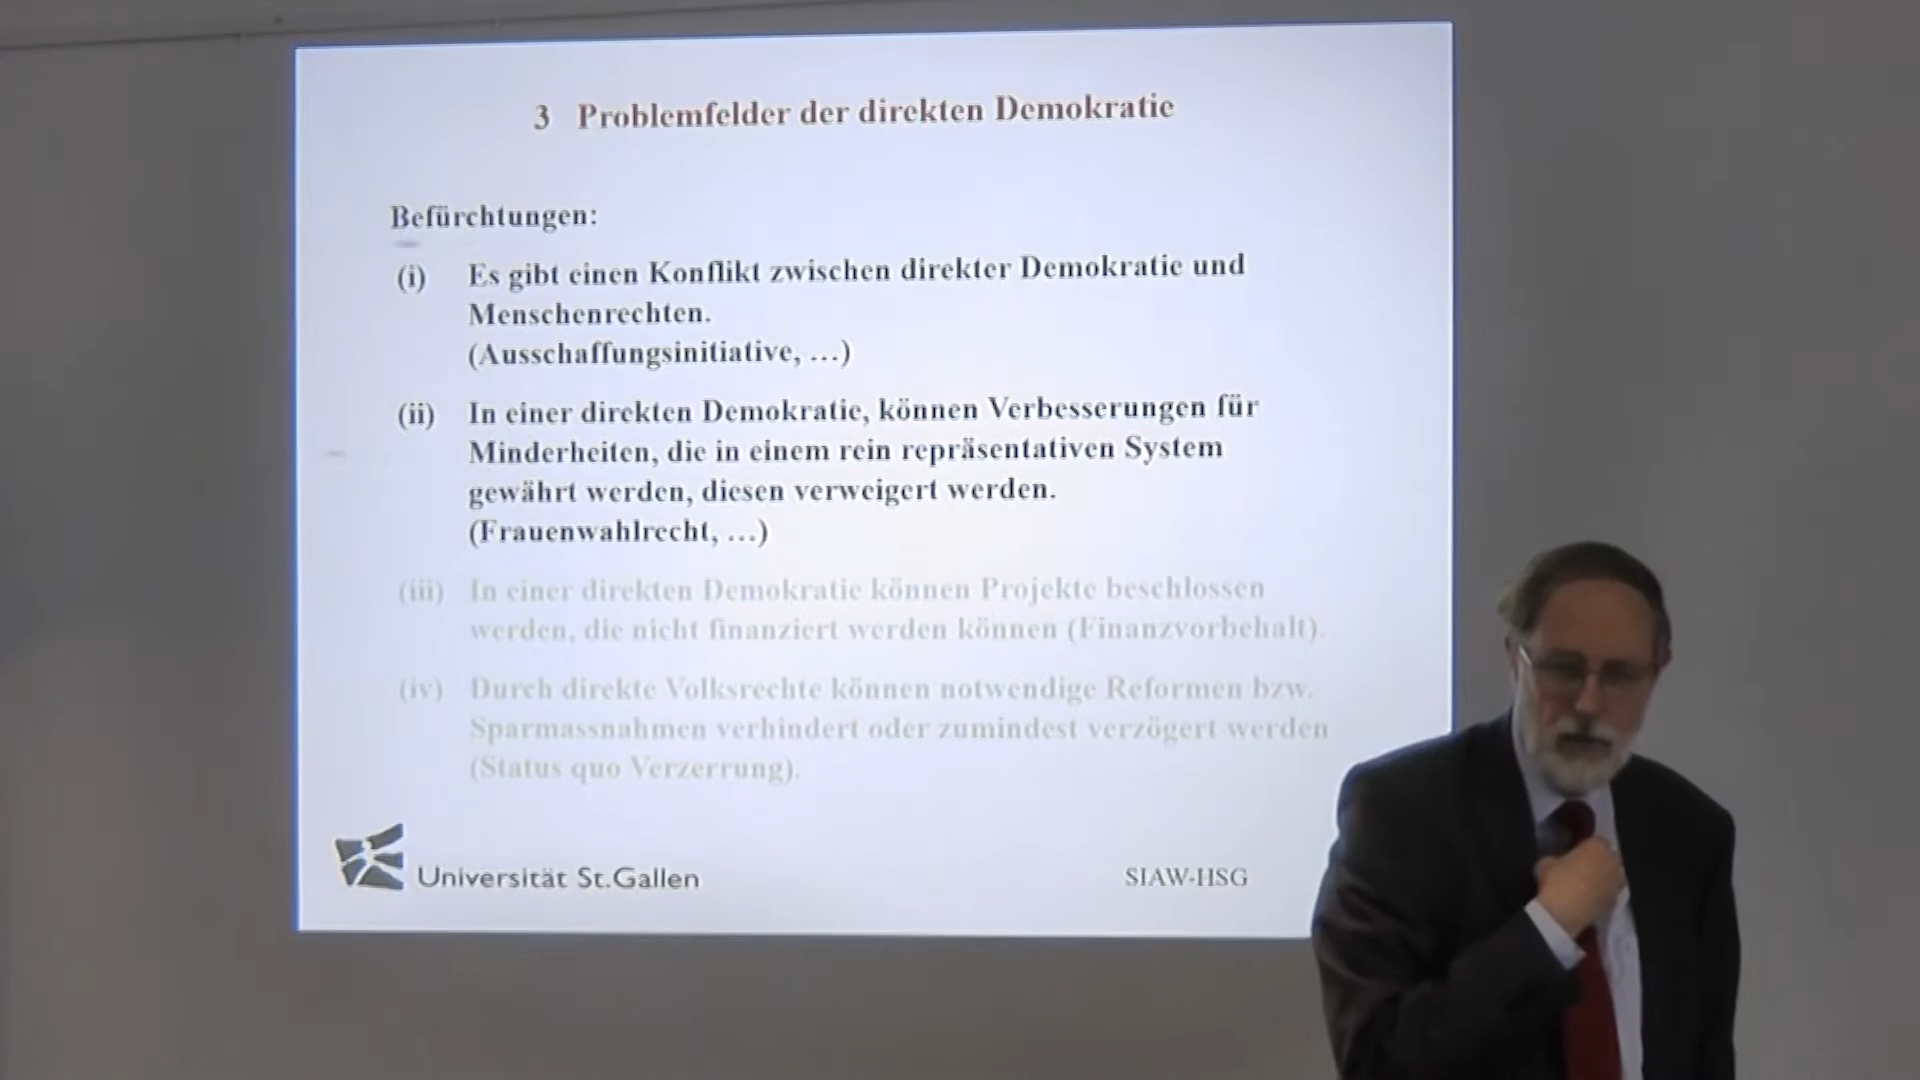 3 Problemfelder der direkten Demokratie
Befürchtungen:
(i) Es gibt einen Konflikt zwischen direkter Demokratie und
Menschenrechten.
(Ausschaffungsinitiative, …)
(ii) In einer direkten Demokratie, können Verbesserungen für
Minderheiten, die in einem rein repräsentativen System
gewährt werden, diesen verweigert werden.
(Frauenwahlrecht, …)
(iii) In einer direkten Demokratie können Projekte beschlossen
werden, die nicht finanziert werden können (Finanzvorbehalt).
(iv) Durch direkte Volksrechte können notwendige Reformen bzw.
Sparmassnahmen verhindert oder zumindest verzögert werden
(Status quo Verzerrung).
Universität St.Gallen
SIAW-HSG